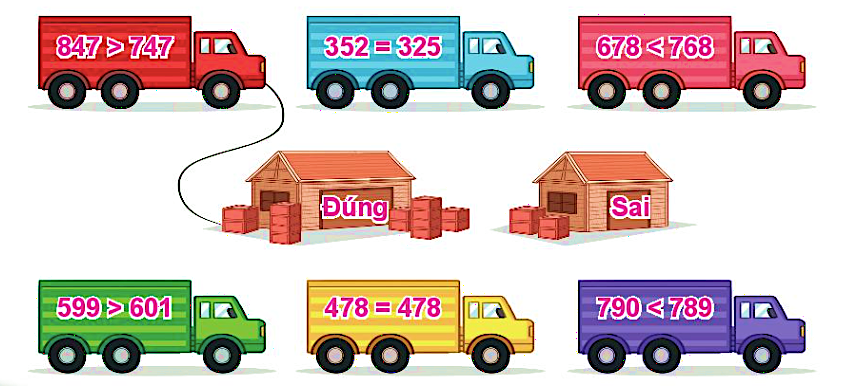 847 > 747
352 = 325
678 < 768
Đúng
Sai
599 > 601
478 = 478
790 < 789